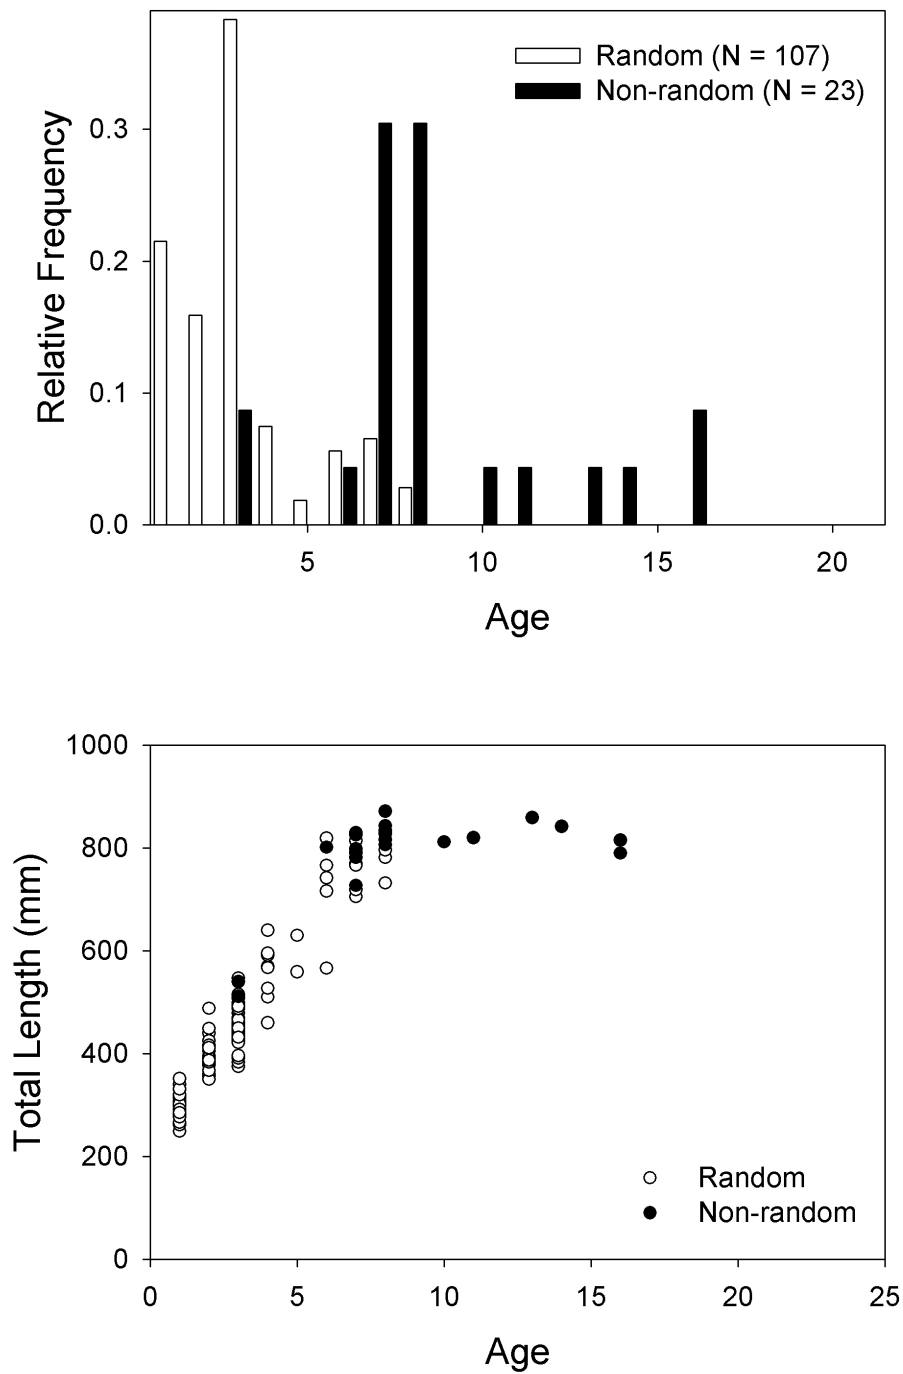 Random (N = 107)
Non-random (N = 23)
0.3
0.2
0.1
0.0
Relative Frequency
5 10 15 20
Age
1000
800
600
400
200
0
Total Length (mm)
Random
Non-random
0 5 10 15 20 25
Age